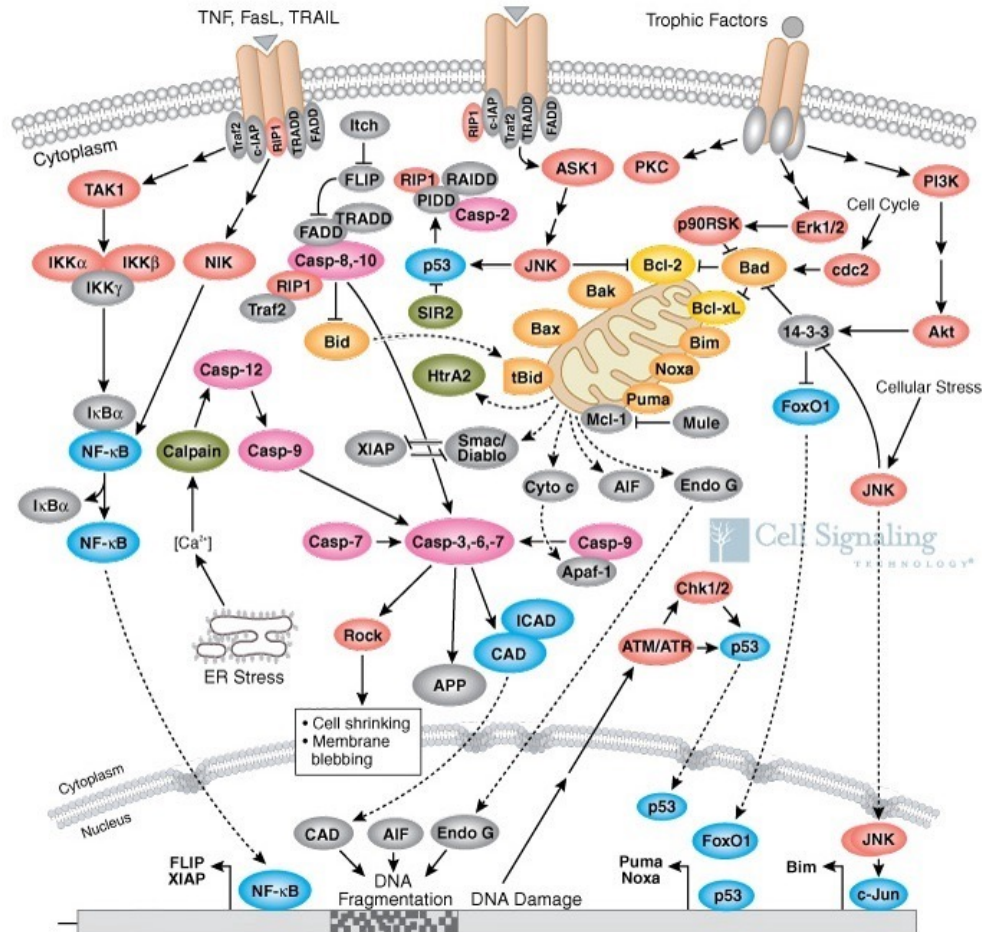 TNF, FasL, TRAIL
Trophic Factors
Cytoplasm
Traf2
c-IAP
RIP1
TRADD
FADD
RIP1
c-IAP
Traf2
TRADD
FADD
Itch
FLIP
TRADD
FADD
Casp-8,-10
RIP1
Traf2
Bid
RIP1
RAIDD
PIDD
Casp-2
p53
SIR2
ASK1
JNK
PKC
PI3K
Cell Cycle
p90RSK
Erk1/2
cdc2
Bad
Bcl-2
Bcl-xL
Bak
Bax
Bim
Noxa
Puma
tBid
Mcl-1
Mule
14-3-3
Akt
FoxO1
Cellular Stress
JNK
TAK1
IKKα
IKKβ
IKKγ
NIK
IκBα
NF-κB
IκBα
NF-κB
Casp-12
Calpain
Casp-9
[Ca²⁺]
ER Stress
HtrA2
XIAP
Smac/
Diablo
Cyto c
AIF
Endo G
Casp-7
Casp-3,-6,-7
Casp-9
Apaf-1
Cell Signaling
TECHNOLOGY®
Rock
APP
ICAD
CAD
Chk1/2
ATM/ATR
p53
• Cell shrinking
• Membrane
blebbing
Cytoplasm
Nucleus
CAD
AIF
Endo G
DNA
Fragmentation
DNA Damage
p53
FoxO1
JNK
FLIP
XIAP
NF-κB
Puma
Noxa
p53
Bim
c-Jun